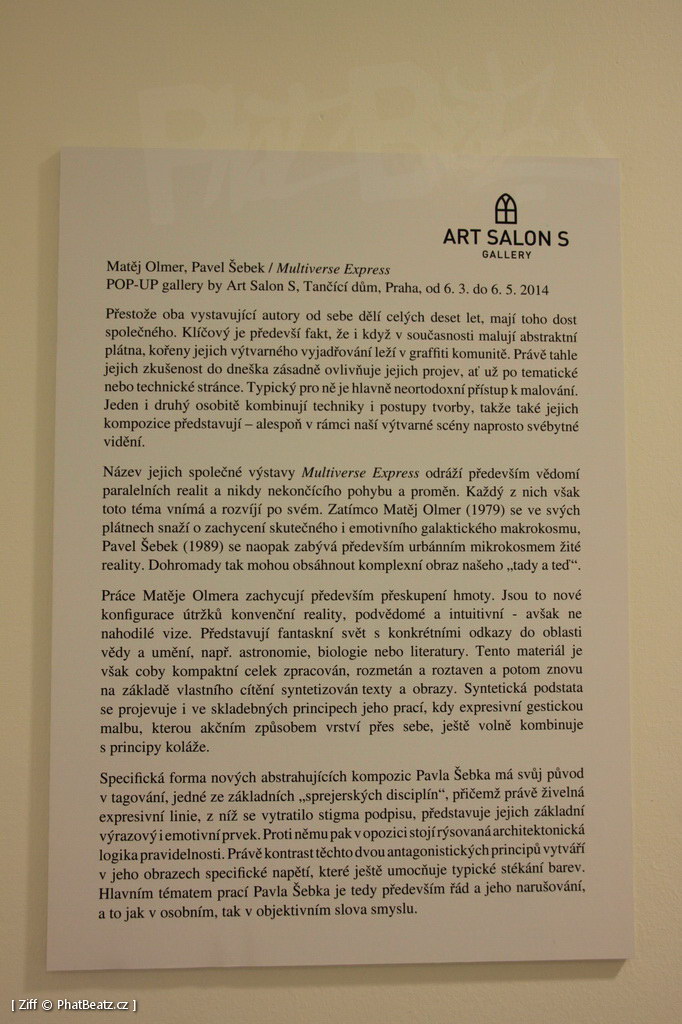 ART SALON S
GALLERY
Matěj Olmer, Pavel Šebek / Multiverse Express
POP-UP gallery by Art Salon S, Tančící dům, Praha, od 6. 3. do 6. 5. 2014
Přestože oba vystavující autory od sebe dělí celých deset let, mají toho dost
společného. Klíčový je především fakt, že i když v současnosti malují abstraktní
plátna, kořeny jejich výtvarného vyjadřování leží v graffiti komunitě. Právě tahle
jejich zkušenost do dneška zásadně ovlivňuje jejich projev, ať už po tematické
nebo technické stránce. Typický pro ně je hlavně neortodoxní přístup k malování.
Jeden i druhý osobitě kombinují techniky i postupy tvorby, takže také jejich
kompozice představují – alespoň v rámci naší výtvarné scény naprosto svébytné
vidění.
Název jejich společné výstavy Multiverse Express odráží především vědomí
paralelních realit a nikdy nekončícího pohybu a proměn. Každý z nich však
toto téma vnímá a rozvíjí po svém. Zatímco Matěj Olmer (1979) se ve svých
plátnech snaží o zachycení skutečného i emotivního galaktického makrokosmu,
Pavel Šebek (1989) se naopak zabývá především urbánním mikrokosmem žité
reality. Dohromady tak mohou obsáhnout komplexní obraz našeho „tady a teď“.
Práce Matěje Olmera zachycují především přeskupení hmoty. Jsou to nové
konfigurace útržků konvenční reality, podvědomé a intuitivní - avšak ne
nahodilé vize. Představují fantaskní svět s konkrétními odkazy do oblasti
vědy a umění, např. astronomie, biologie nebo literatury. Tento materiál je
však coby kompaktní celek zpracován, rozmetán a roztaven a potom znovu
na základě vlastního cítění syntetizován texty a obrazy. Syntetická podstata
se projevuje i ve skladebných principech jeho prací, kdy expresivní gestickou
malbu, kterou akčním způsobem vrství přes sebe, ještě volně kombinuje
s principy koláže.
Specifická forma nových abstrahujících kompozic Pavla Šebka má svůj původ
v tagování, jedné ze základních „sprejerských disciplín“, přičemž právě živelná
expresivní linie, z níž se vytratilo stigma podpisu, představuje jejich základní
výrazový i emotivní prvek. Proti němu pak v opozici stojí rýsovaná architektonická
logika pravidelnosti. Právě kontrast těchto dvou antagonistických principů vytváří
v jeho obrazech specifické napětí, které ještě umocňuje typické stékání barev.
Hlavním tématem prací Pavla Šebka je tedy především řád a jeho narušování,
a to jak v osobním, tak v objektivním slova smyslu.
[ Ziff © PhatBeatz.cz ]